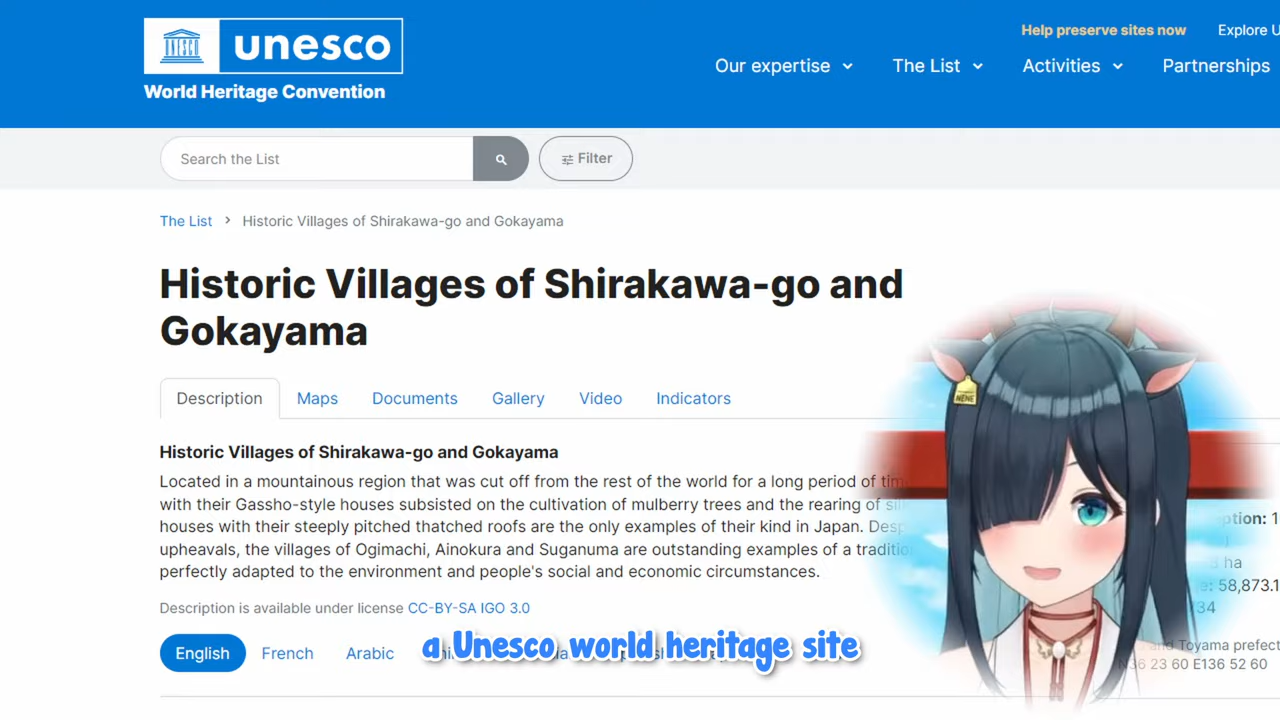 UNESCO
unesco
World Heritage Convention
Help preserve sites now
Explore U
Our expertise
The List
Activities
Partnerships
Search the List
Filter
The List > Historic Villages of Shirakawa-go and Gokayama
Historic Villages of Shirakawa-go and
Gokayama
Description
Maps
Documents
Gallery
Video
Indicators
NENE
Historic Villages of Shirakawa-go and Gokayama
Located in a mountainous region that was cut off from the rest of the world for a long period of
with their Gassho-style houses subsisted on the cultivation of mulberry trees and the rearing of
houses with their steeply pitched thatched roofs are the only examples of their kind in Japan.
upheavals, the villages of Ogimachi, Ainokura and Suganuma are outstanding examples of a
perfectly adapted to the environment and people's social and economic circumstances.
ption: 1
ha
58,873.1
734
Description is available under license CC-BY-SA IGO 3.0
English
French
Arabic
a Unesco world heritage site
and Toyama prefect
N36 23 60 E136 52 60